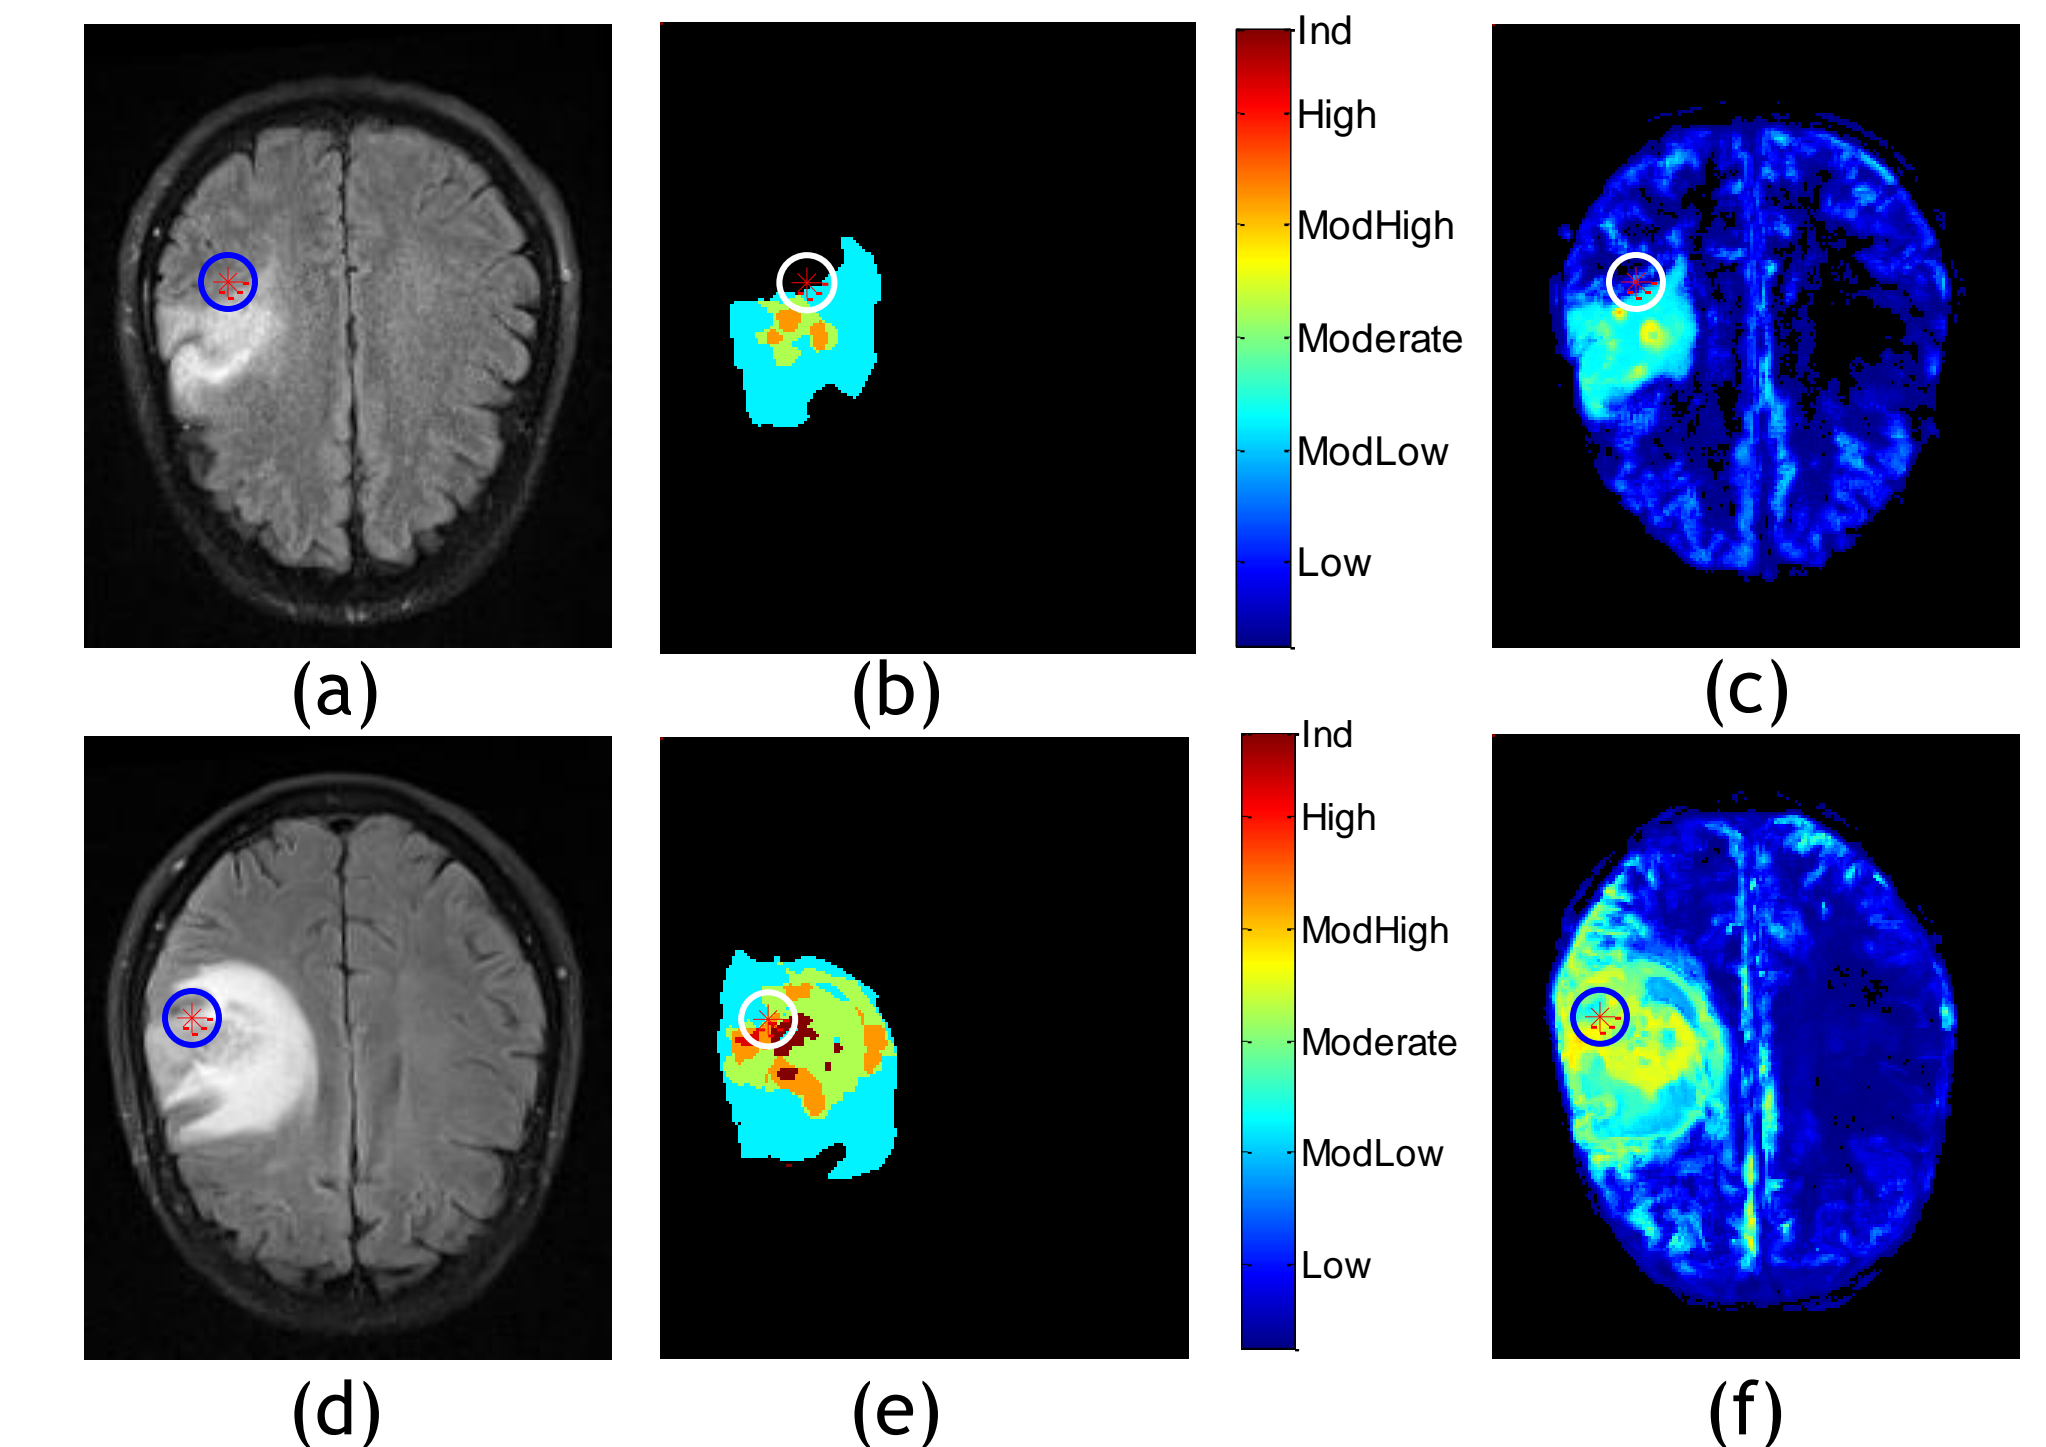 Ind
High
ModHigh
Moderate
ModLow
Low
(a)
(b)
(c)
Ind
High
ModHigh
Moderate
ModLow
Low
(d)
(e)
(f)